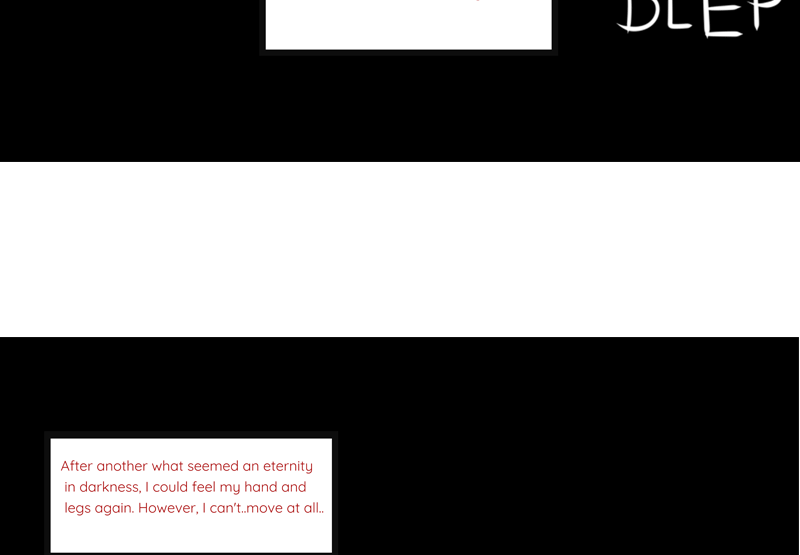 BLEP
After another what seemed an eternity
in darkness, I could feel my hand and
legs again. However, I can't..move at all..